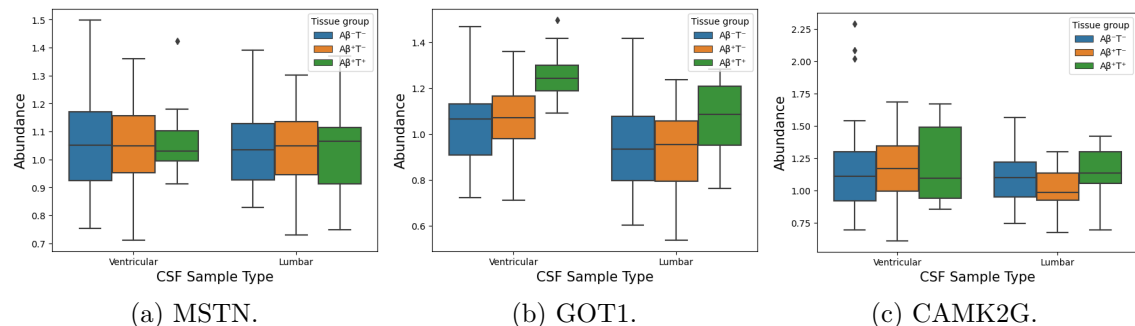 Abundance
1.5
1.4
1.3
1.2
1.1
1.0
0.9
0.8
0.7
Tissue group
Aβ⁻T⁻
Aβ⁺T⁻
Aβ⁺T⁺
Ventricular
Lumbar
CSF Sample Type
(a) MSTN.
Abundance
1.4
1.2
1.0
0.8
0.6
Tissue group
Aβ⁻T⁻
Aβ⁺T⁻
Aβ⁺T⁺
Ventricular
Lumbar
CSF Sample Type
(b) GOT1.
Abundance
2.25
2.00
1.75
1.50
1.25
1.00
0.75
Tissue group
Aβ⁻T⁻
Aβ⁺T⁻
Aβ⁺T⁺
Ventricular
Lumbar
CSF Sample Type
(c) CAMK2G.